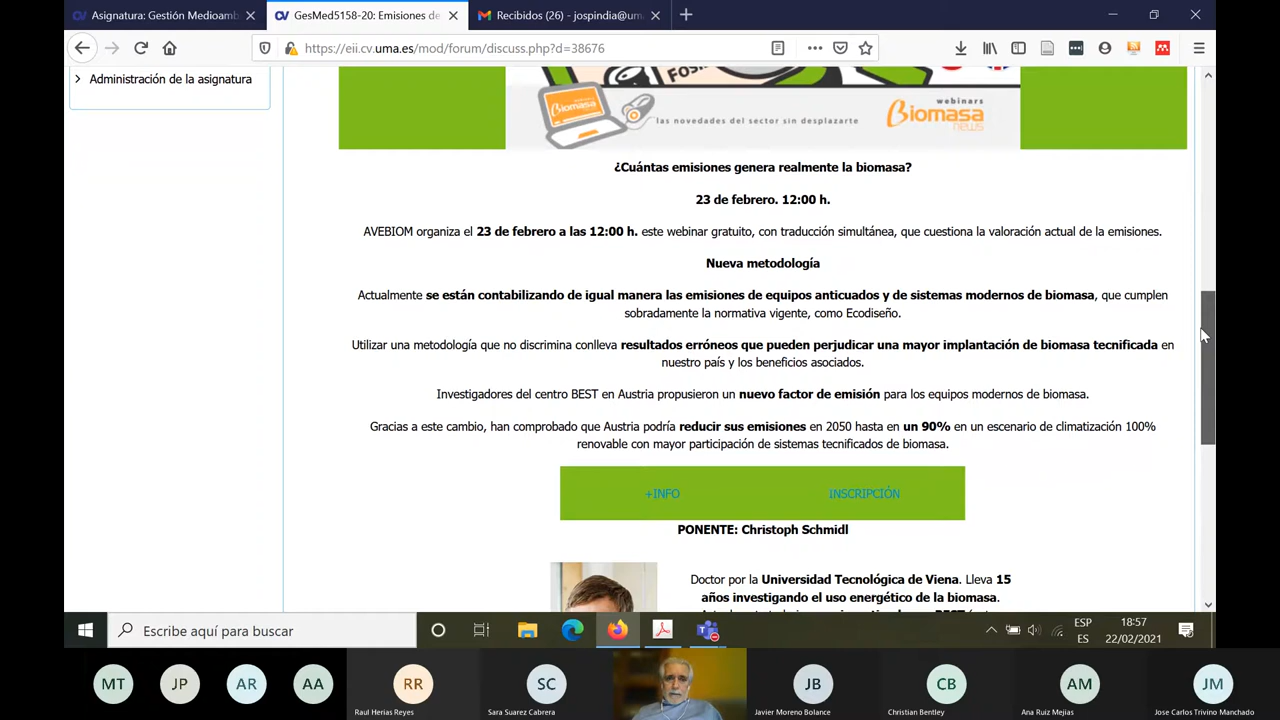 Asignatura: Gestión Medioamb
GesMed5158-20: Emisiones de
Recibidos (26) - jospindia@um
https://eii.cv.uma.es/mod/forum/discuss.php?d=38676
Administración de la asignatura
Biomasa
news
las novedades del sector sin desplazarte
webinars
Biomasa
news
¿Cuántas emisiones genera realmente la biomasa?
23 de febrero. 12:00 h.
AVEBIOM organiza el 23 de febrero a las 12:00 h. este webinar gratuito, con traducción simultánea, que cuestiona la valoración actual de la emisiones.
Nueva metodología
Actualmente se están contabilizando de igual manera las emisiones de equipos anticuados y de sistemas modernos de biomasa, que cumplen
sobradamente la normativa vigente, como Ecodiseño.
Utilizar una metodología que no discrimina conlleva resultados erróneos que pueden perjudicar una mayor implantación de biomasa tecnificada en
nuestro país y los beneficios asociados.
Investigadores del centro BEST en Austria propusieron un nuevo factor de emisión para los equipos modernos de biomasa.
Gracias a este cambio, han comprobado que Austria podría reducir sus emisiones en 2050 hasta en un 90% en un escenario de climatización 100%
renovable con mayor participación de sistemas tecnificados de biomasa.
+INFO INSCRIPCIÓN
PONENTE: Christoph Schmidl
Doctor por la Universidad Tecnológica de Viena. Lleva 15
años investigando el uso energético de la biomasa.
Escribe aquí para buscar
ESP
ES
18:57
22/02/2021
MT JP AR AA RR SC JB CB AM JM
Raul Herias Reyes
Sara Suarez Cabrera
Javier Moreno Bolance
Christian Bentley
Ana Ruiz Mejias
Jose Carlos Trivino Manchado